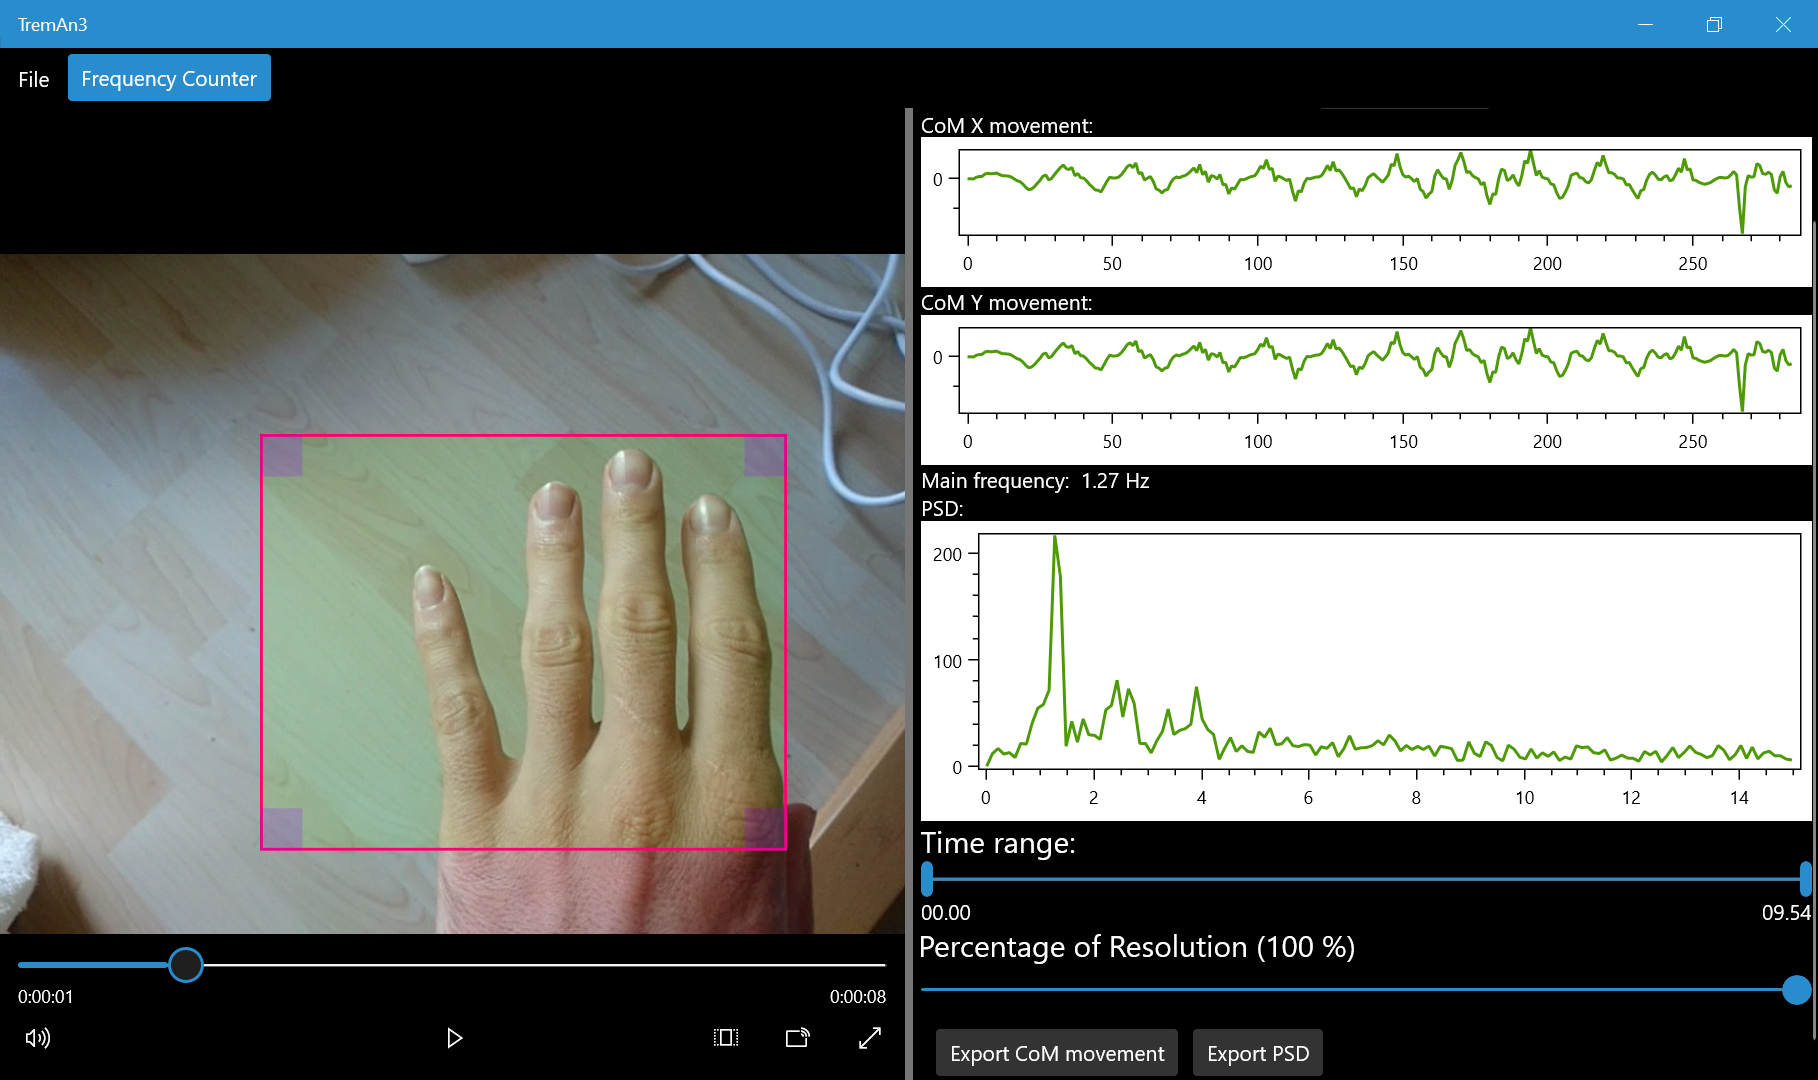 TremAn3
File Frequency Counter
CoM X movement:
0
0 50 100 150 200 250
CoM Y movement:
0
0 50 100 150 200 250
Main frequency: 1.27 Hz
PSD:
200
100
0
0 2 4 6 8 10 12 14
Time range:
00.00 09.54
Percentage of Resolution (100 %)
0:00:01 0:00:08
Export CoM movement Export PSD